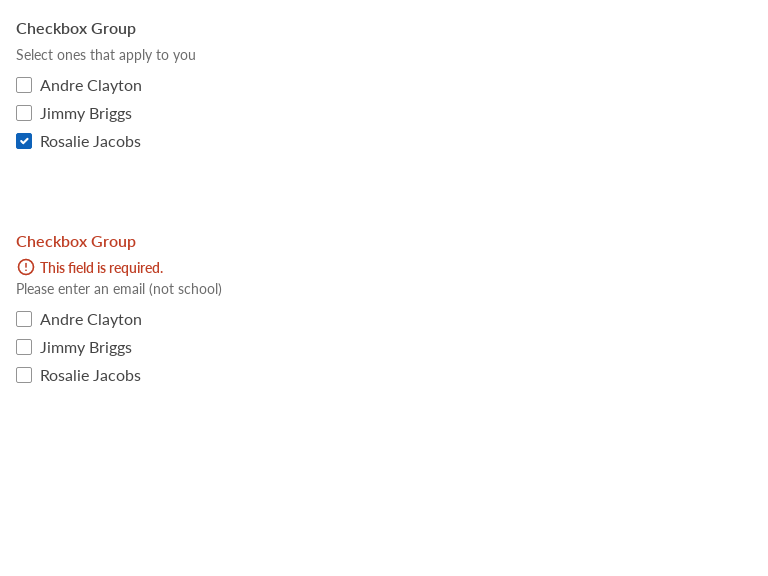 Checkbox Group
Select ones that apply to you
Andre Clayton
Jimmy Briggs
Rosalie Jacobs
Checkbox Group
This field is required.
Please enter an email (not school)
Andre Clayton
Jimmy Briggs
Rosalie Jacobs